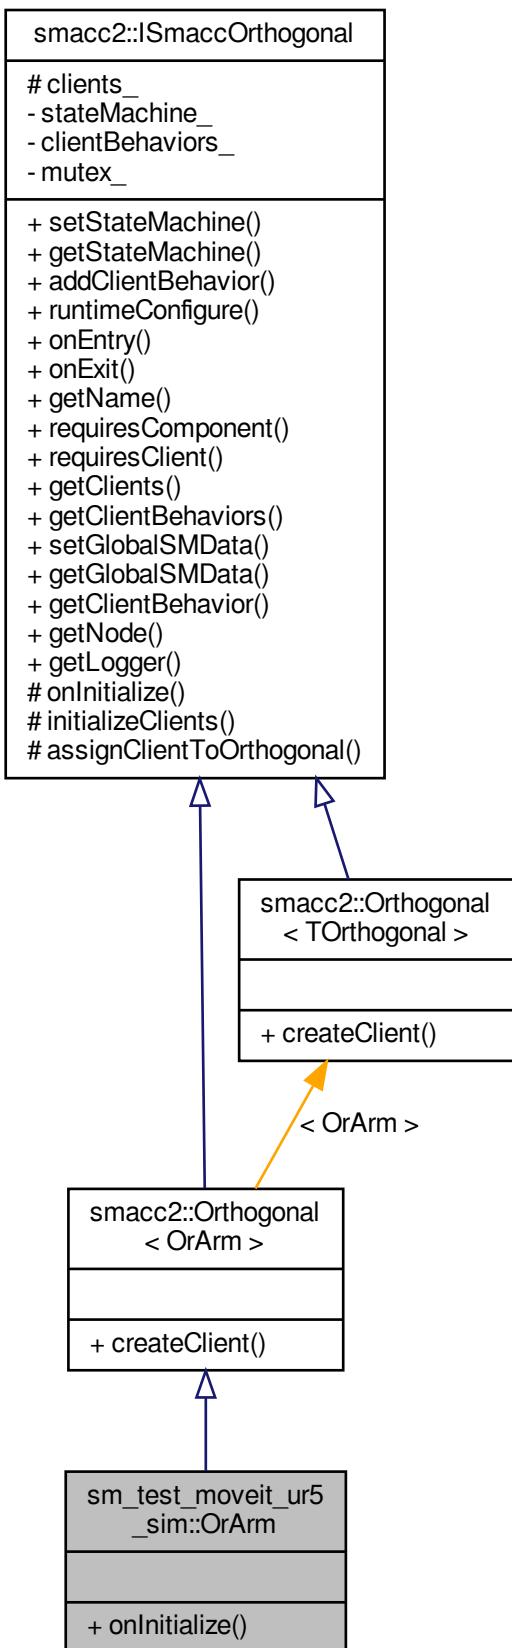 smacc2::ISmaccOrthogonal
# clients_
- stateMachine_
- clientBehaviors_
- mutex_
+ setStateMachine()
+ getStateMachine()
+ addClientBehavior()
+ runtimeConfigure()
+ onEntry()
+ onExit()
+ getName()
+ requiresComponent()
+ requiresClient()
+ getClients()
+ getClientBehaviors()
+ setGlobalSMData()
+ getGlobalSMData()
+ getClientBehavior()
+ getNode()
+ getLogger()
# onInitialize()
# initializeClients()
# assignClientToOrthogonal()
smacc2::Orthogonal
< TOrthogonal >
+ createClient()
< OrArm >
smacc2::Orthogonal
< OrArm >
+ createClient()
sm_test_moveit_ur5
_sim::OrArm
+ onInitialize()